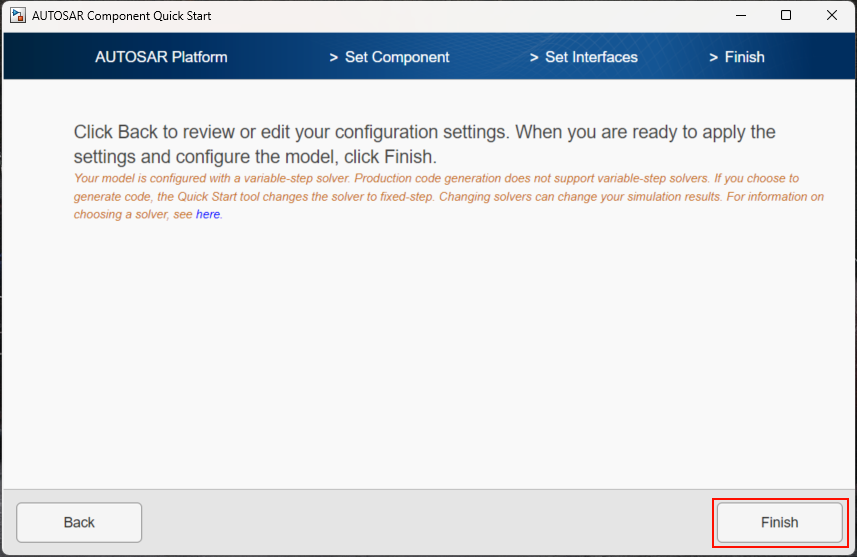 AUTOSAR Component Quick Start
AUTOSAR Platform > Set Component > Set Interfaces > Finish
Click Back to review or edit your configuration settings. When you are ready to apply the
settings and configure the model, click Finish.
Your model is configured with a variable-step solver. Production code generation does not support variable-step solvers. If you choose to
generate code, the Quick Start tool changes the solver to fixed-step. Changing solvers can change your simulation results. For information on
choosing a solver, see here.
Back Finish